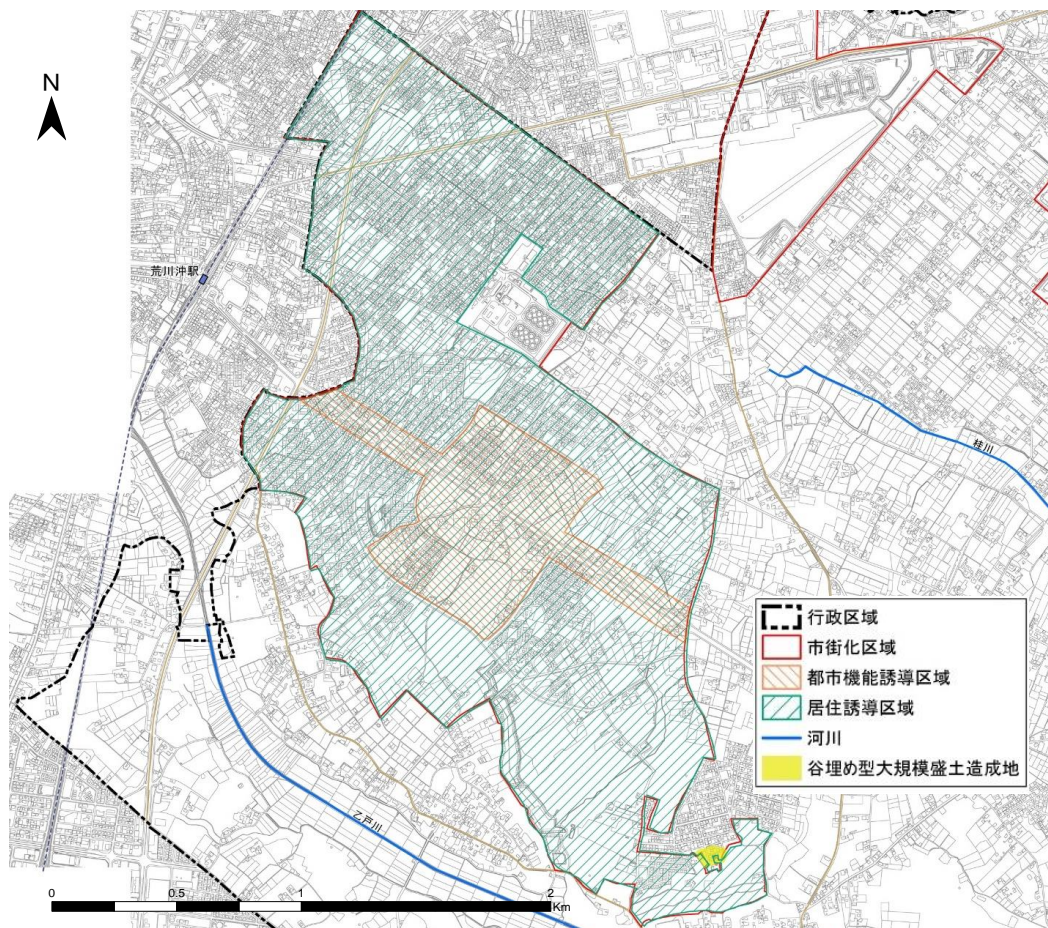 N
荒川沖駅
桂川
行政区域
市街化区域
都市機能誘導区域
居住誘導区域
河川
谷埋め型大規模盛土造成地
乙戸川
0 0.5 1 2
Km